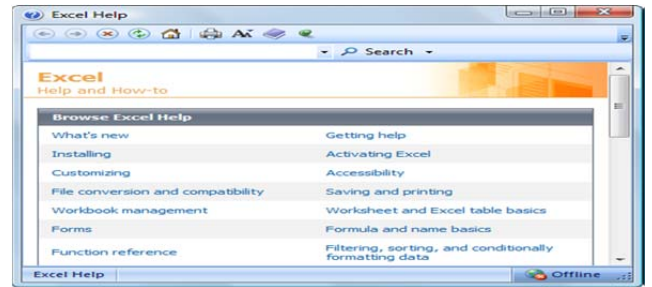 Excel Help
AK
Search
Excel
Help and How-to
Browse Excel Help
What's new
Getting help
Installing
Activating Excel
Customizing
Accessibility
File conversion and compatibility
Saving and printing
Workbook management
Worksheet and Excel table basics
Forms
Formula and name basics
Function reference
Filtering, sorting, and conditionally
formatting data
Excel Help
Offline